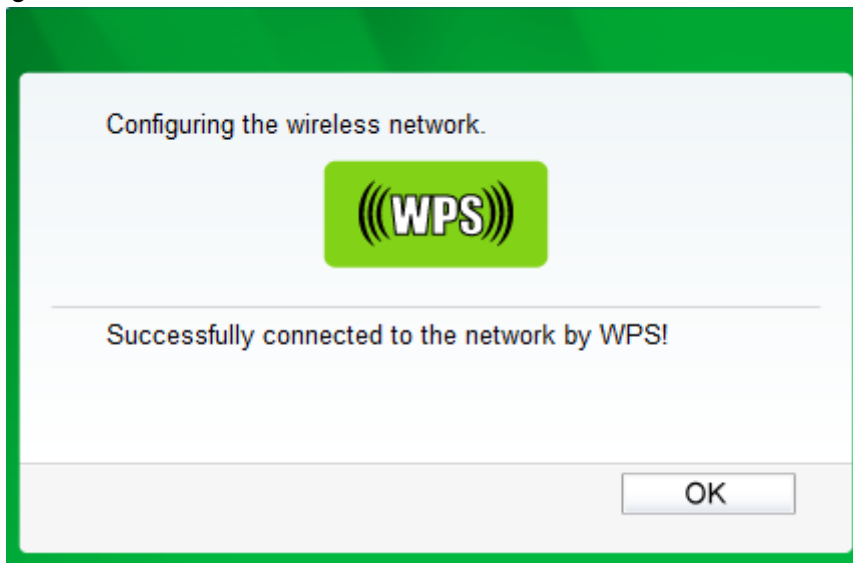 Configuring the wireless network.
(((WPS)))
Successfully connected to the network by WPS!
OK